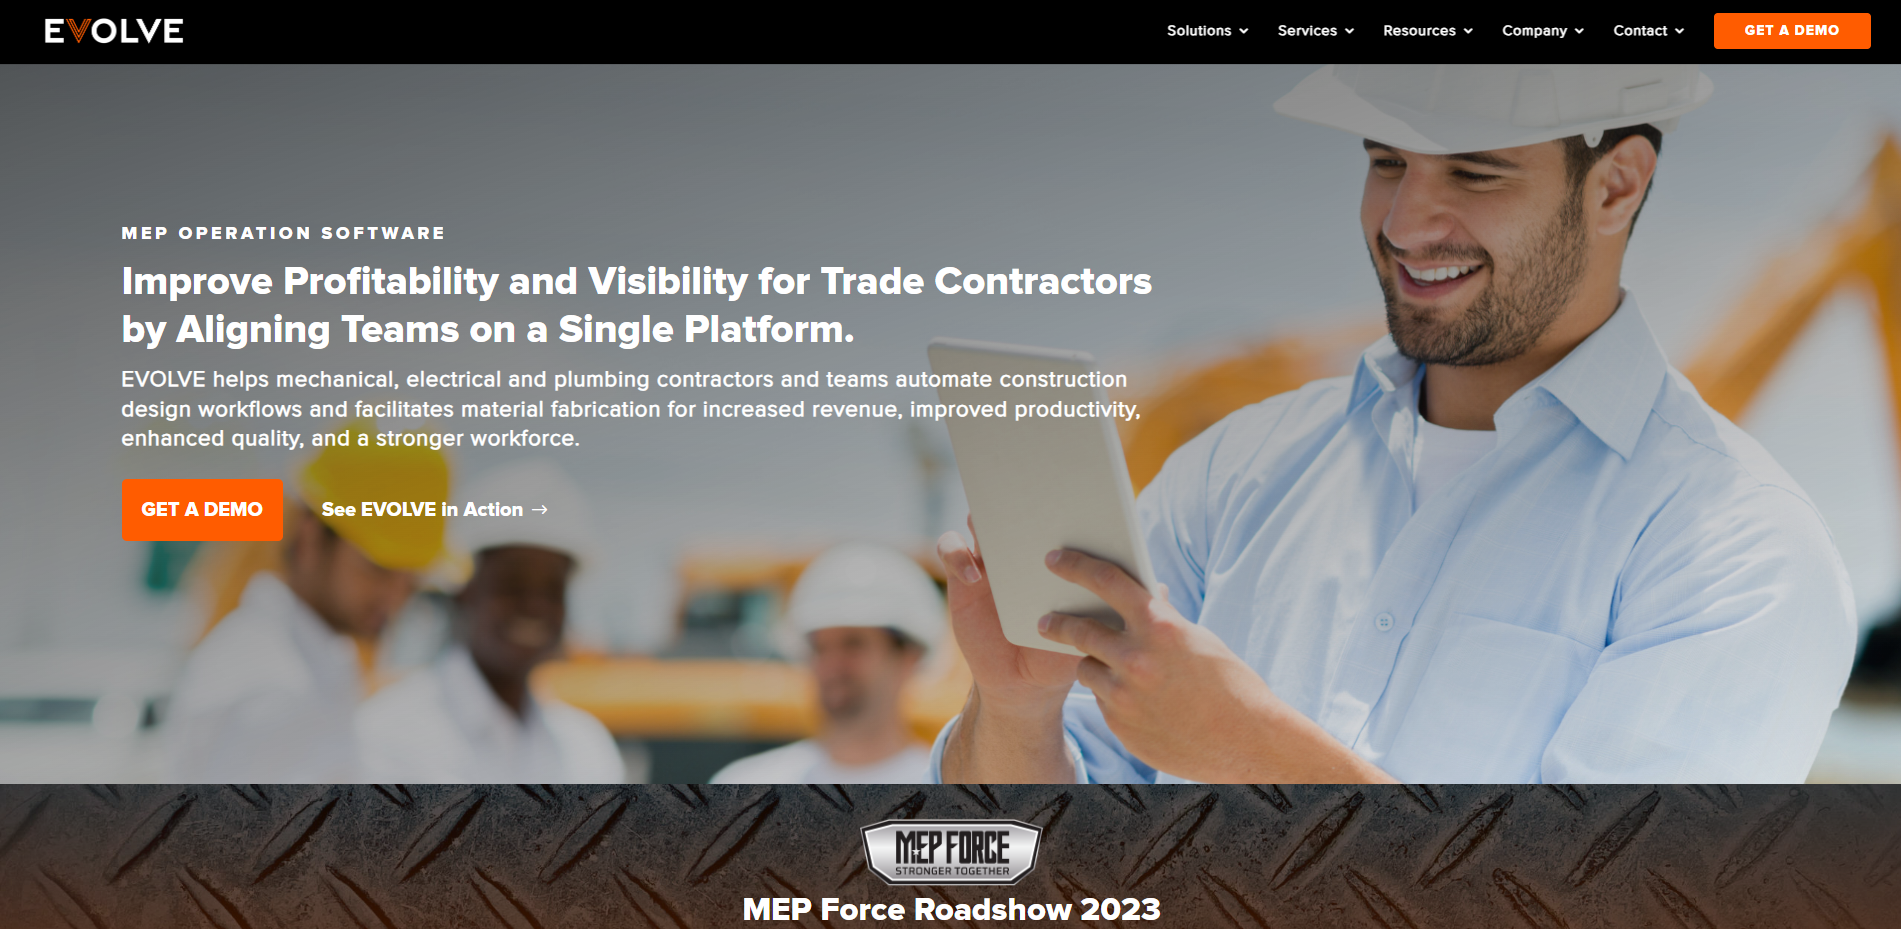 EVOLVE
Solutions
Services
Resources
Company
Contact
GET A DEMO
MEP OPERATION SOFTWARE
Improve Profitability and Visibility for Trade Contractors
by Aligning Teams on a Single Platform.
EVOLVE helps mechanical, electrical and plumbing contractors and teams automate construction
design workflows and facilitates material fabrication for increased revenue, improved productivity,
enhanced quality, and a stronger workforce.
GET A DEMO
See EVOLVE in Action →
MEP FORCE
STRONGER TOGETHER
MEP Force Roadshow 2023